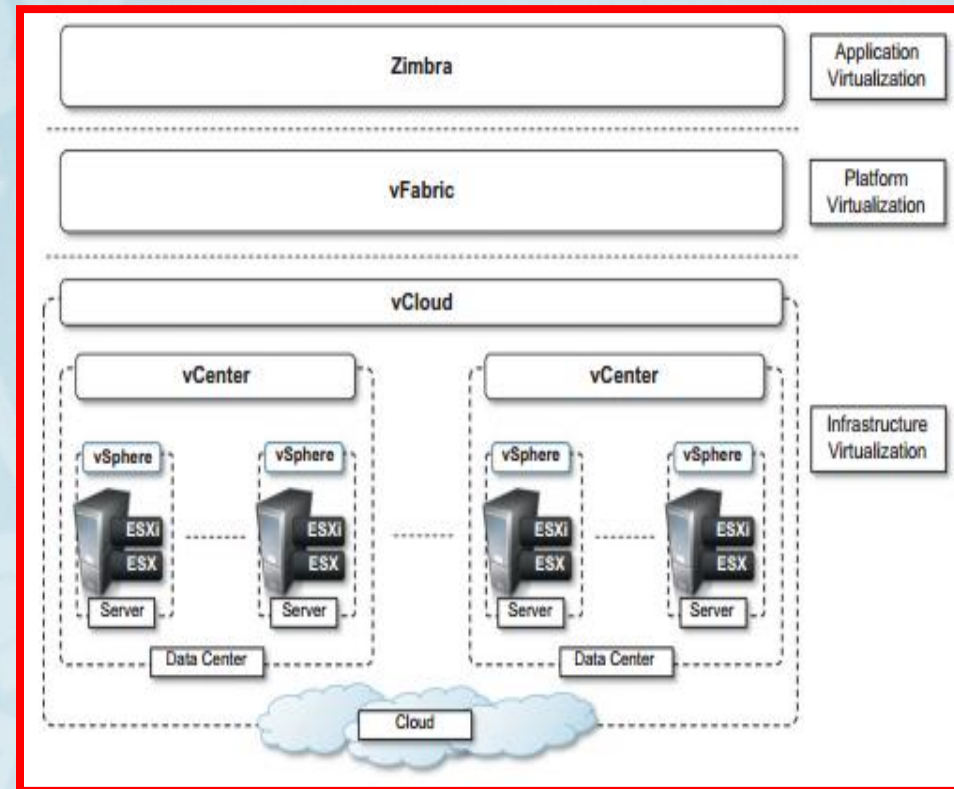 Zimbra
Application
Virtualization
vFabric
Platform
Virtualization
vCloud
vCenter
vCenter
Infrastructure
Virtualization
vSphere
vSphere
vSphere
vSphere
ESXi
ESXi
ESXi
ESXi
ESX
ESX
ESX
ESX
Server
Server
Server
Server
Data Center
Data Center
Cloud